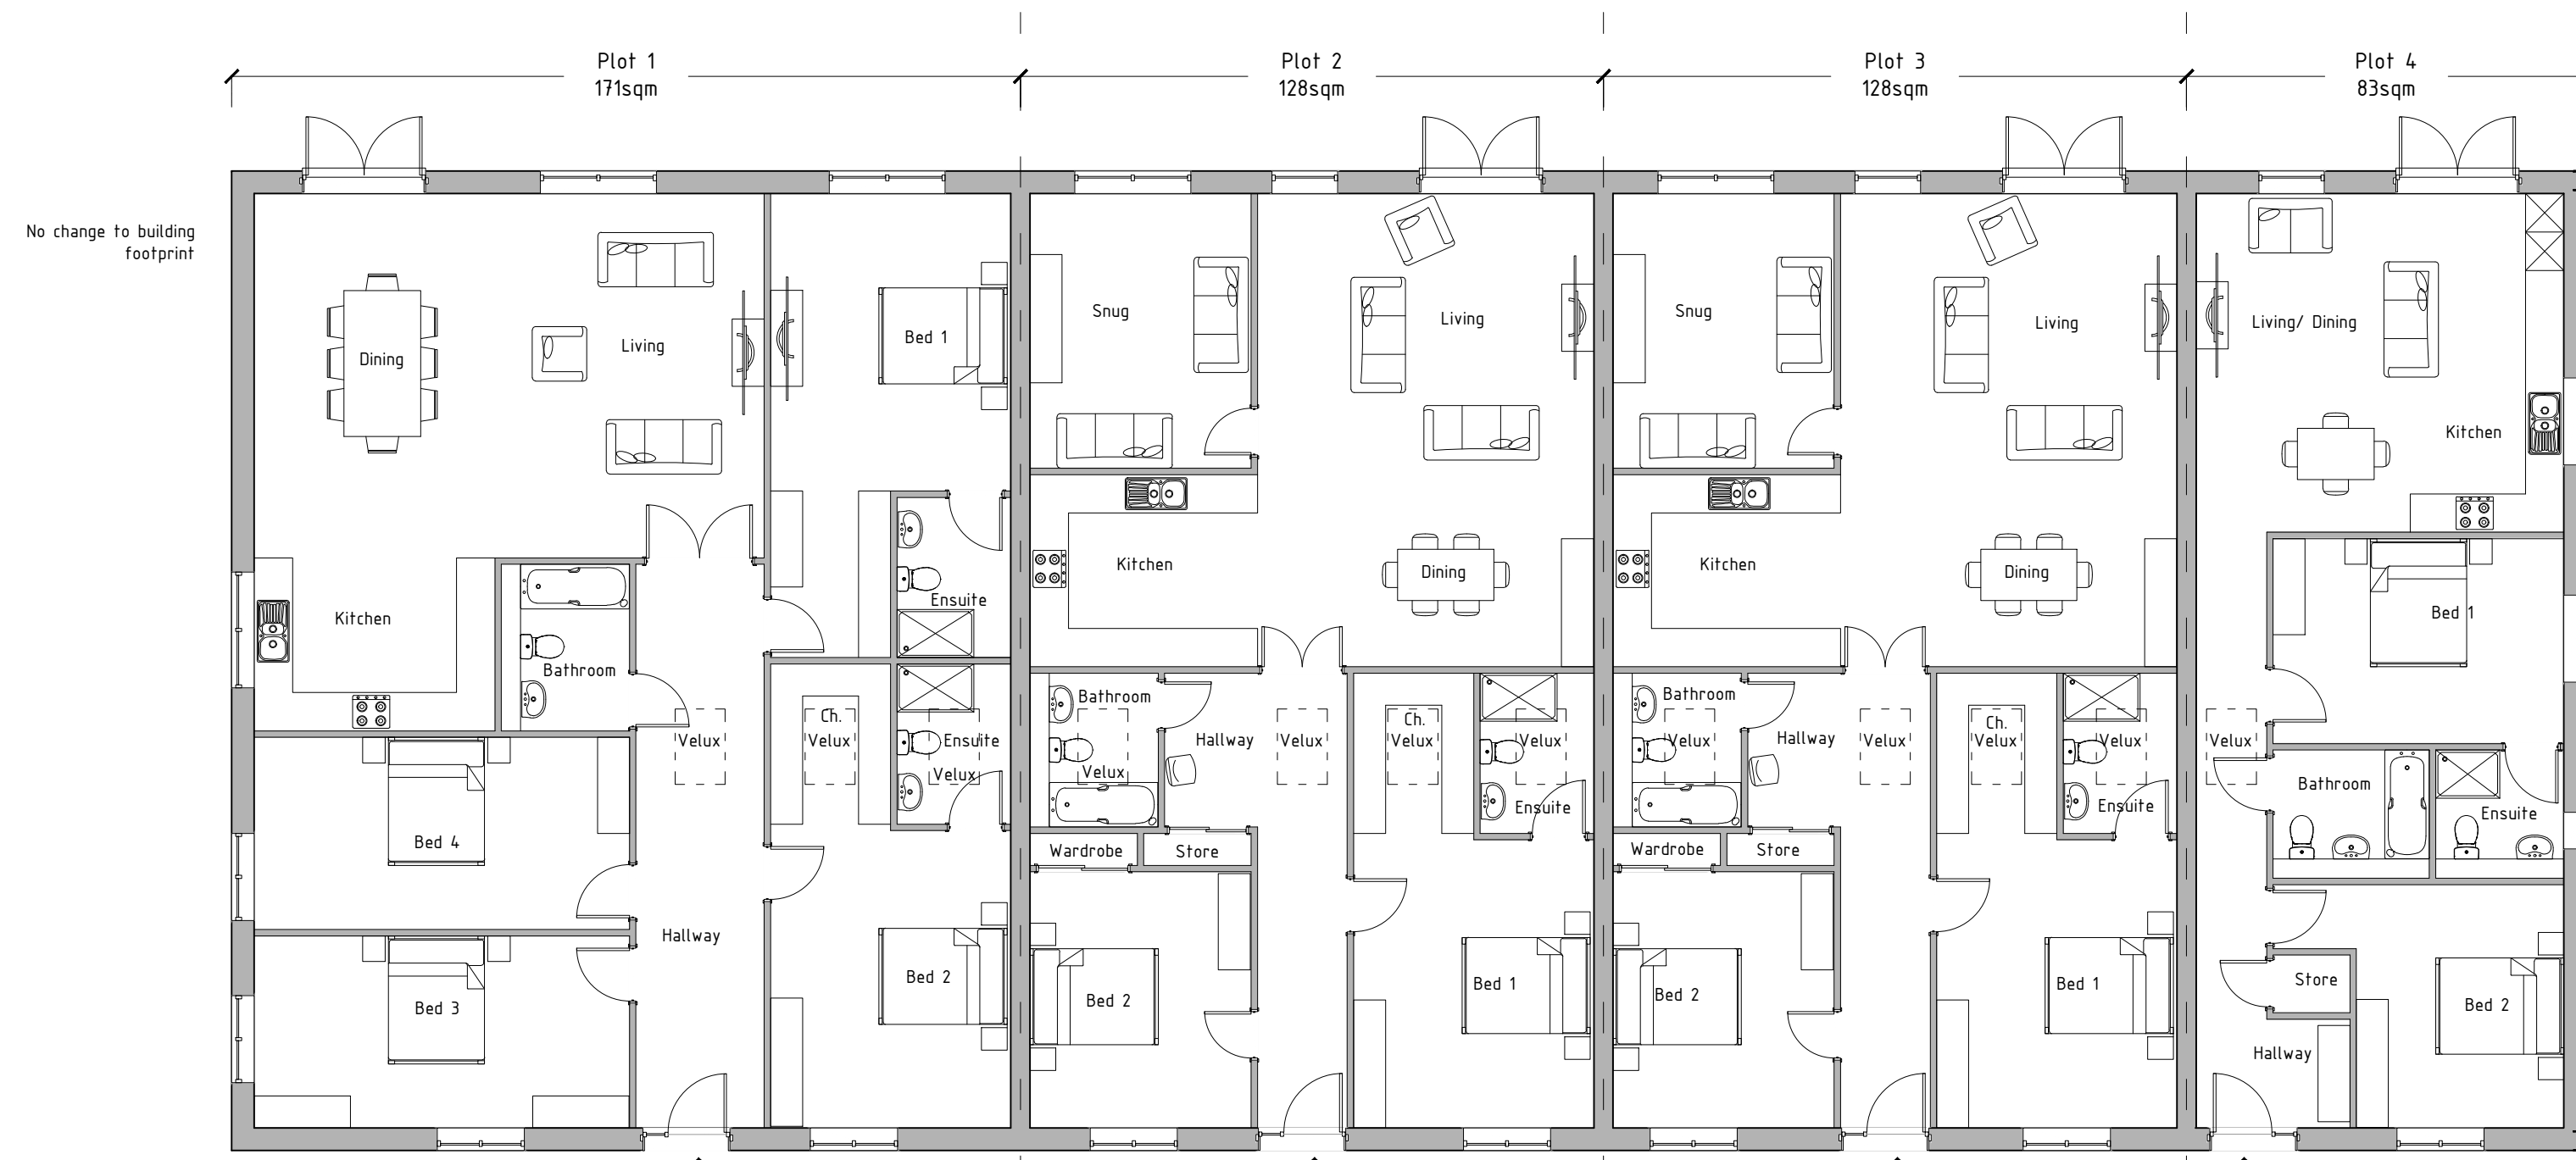 Plot 1
171sqm
Plot 2
128sqm
Plot 3
128sqm
Plot 4
83sqm
No change to building
footprint
Dining
Living
Bed 1
Kitchen
Bathroom
Ensuite
Velux
Ch.
Velux
Ensuite
Velux
Bed 4
Hallway
Bed 3
Bed 2
Snug
Living
Kitchen
Dining
Bathroom
Velux
Hallway
Velux
Ch.
Velux
Velux
Ensuite
Wardrobe
Store
Bed 2
Bed 1
Snug
Living
Kitchen
Dining
Bathroom
Velux
Hallway
Velux
Ch.
Velux
Velux
Ensuite
Wardrobe
Store
Bed 2
Bed 1
Living/ Dining
Kitchen
Bed 1
Velux
Bathroom
Ensuite
Store
Bed 2
Hallway